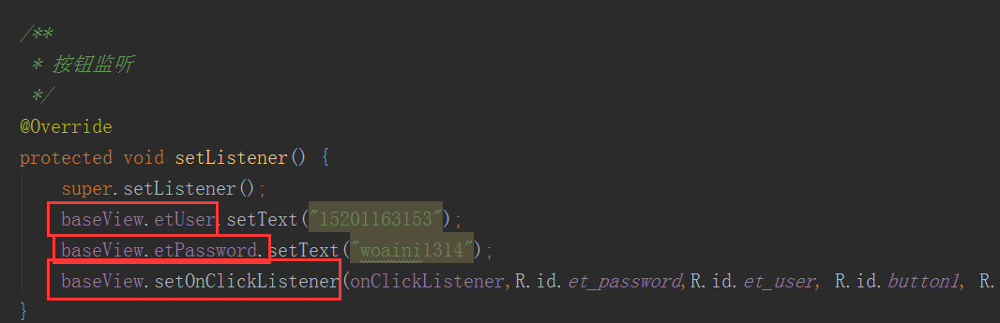 /**
* 按钮监听
*/
@Override
protected void setListener() {
super.setListener();
baseView.etUser.setText("15201163153");
baseView.etPassword.setText("woaini1314");
baseView.setOnClickListener(onClickListener,R.id.et_password,R.id.et_user, R.id.button1, R.
}